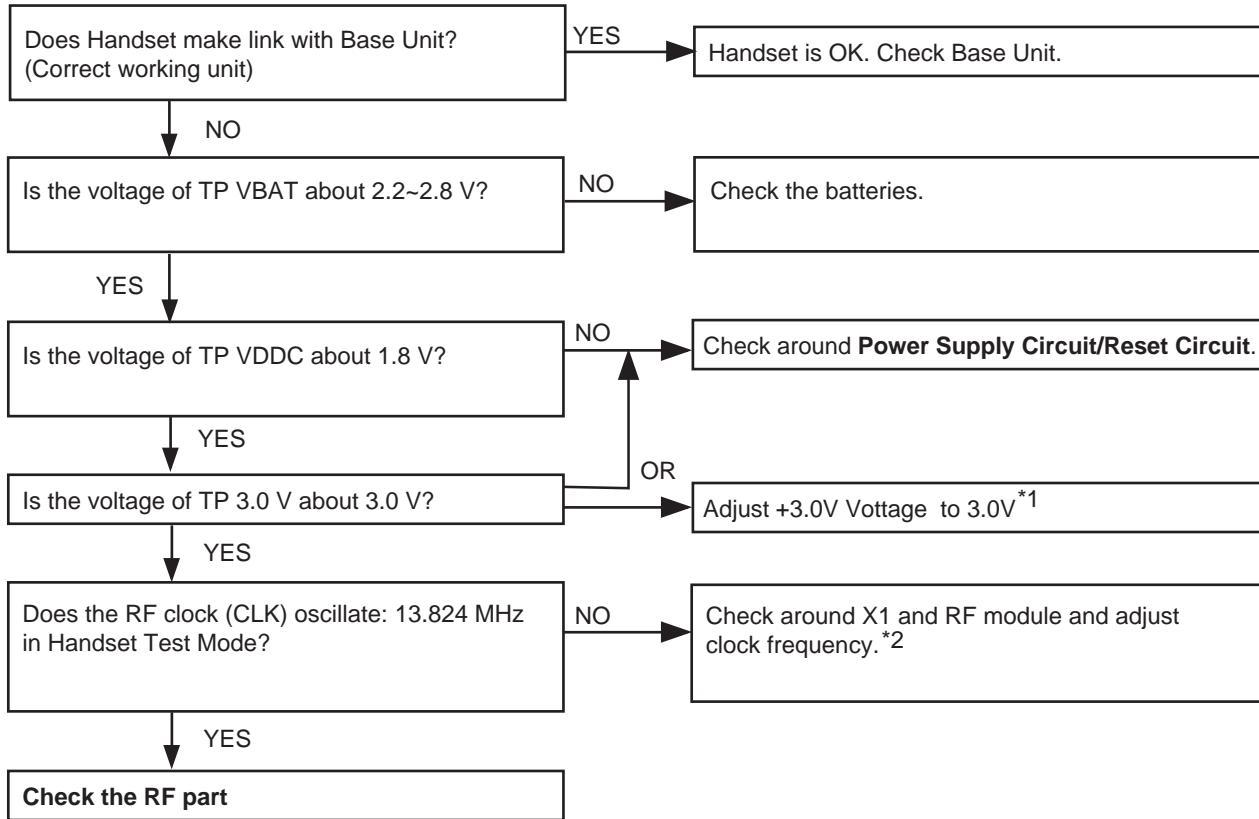 Does Handset make link with Base Unit?
(Correct working unit)
YES
Handset is OK. Check Base Unit.
NO
Is the voltage of TP VBAT about 2.2~2.8 V?
NO
Check the batteries.
YES
Is the voltage of TP VDDC about 1.8 V?
NO
Check around Power Supply Circuit/Reset Circuit.
YES
OR
Is the voltage of TP 3.0 V about 3.0 V?
Adjust +3.0V Vottage to 3.0V*1
YES
Does the RF clock (CLK) oscillate: 13.824 MHz
in Handset Test Mode?
NO
Check around X1 and RF module and adjust
clock frequency.*2
YES
Check the RF part